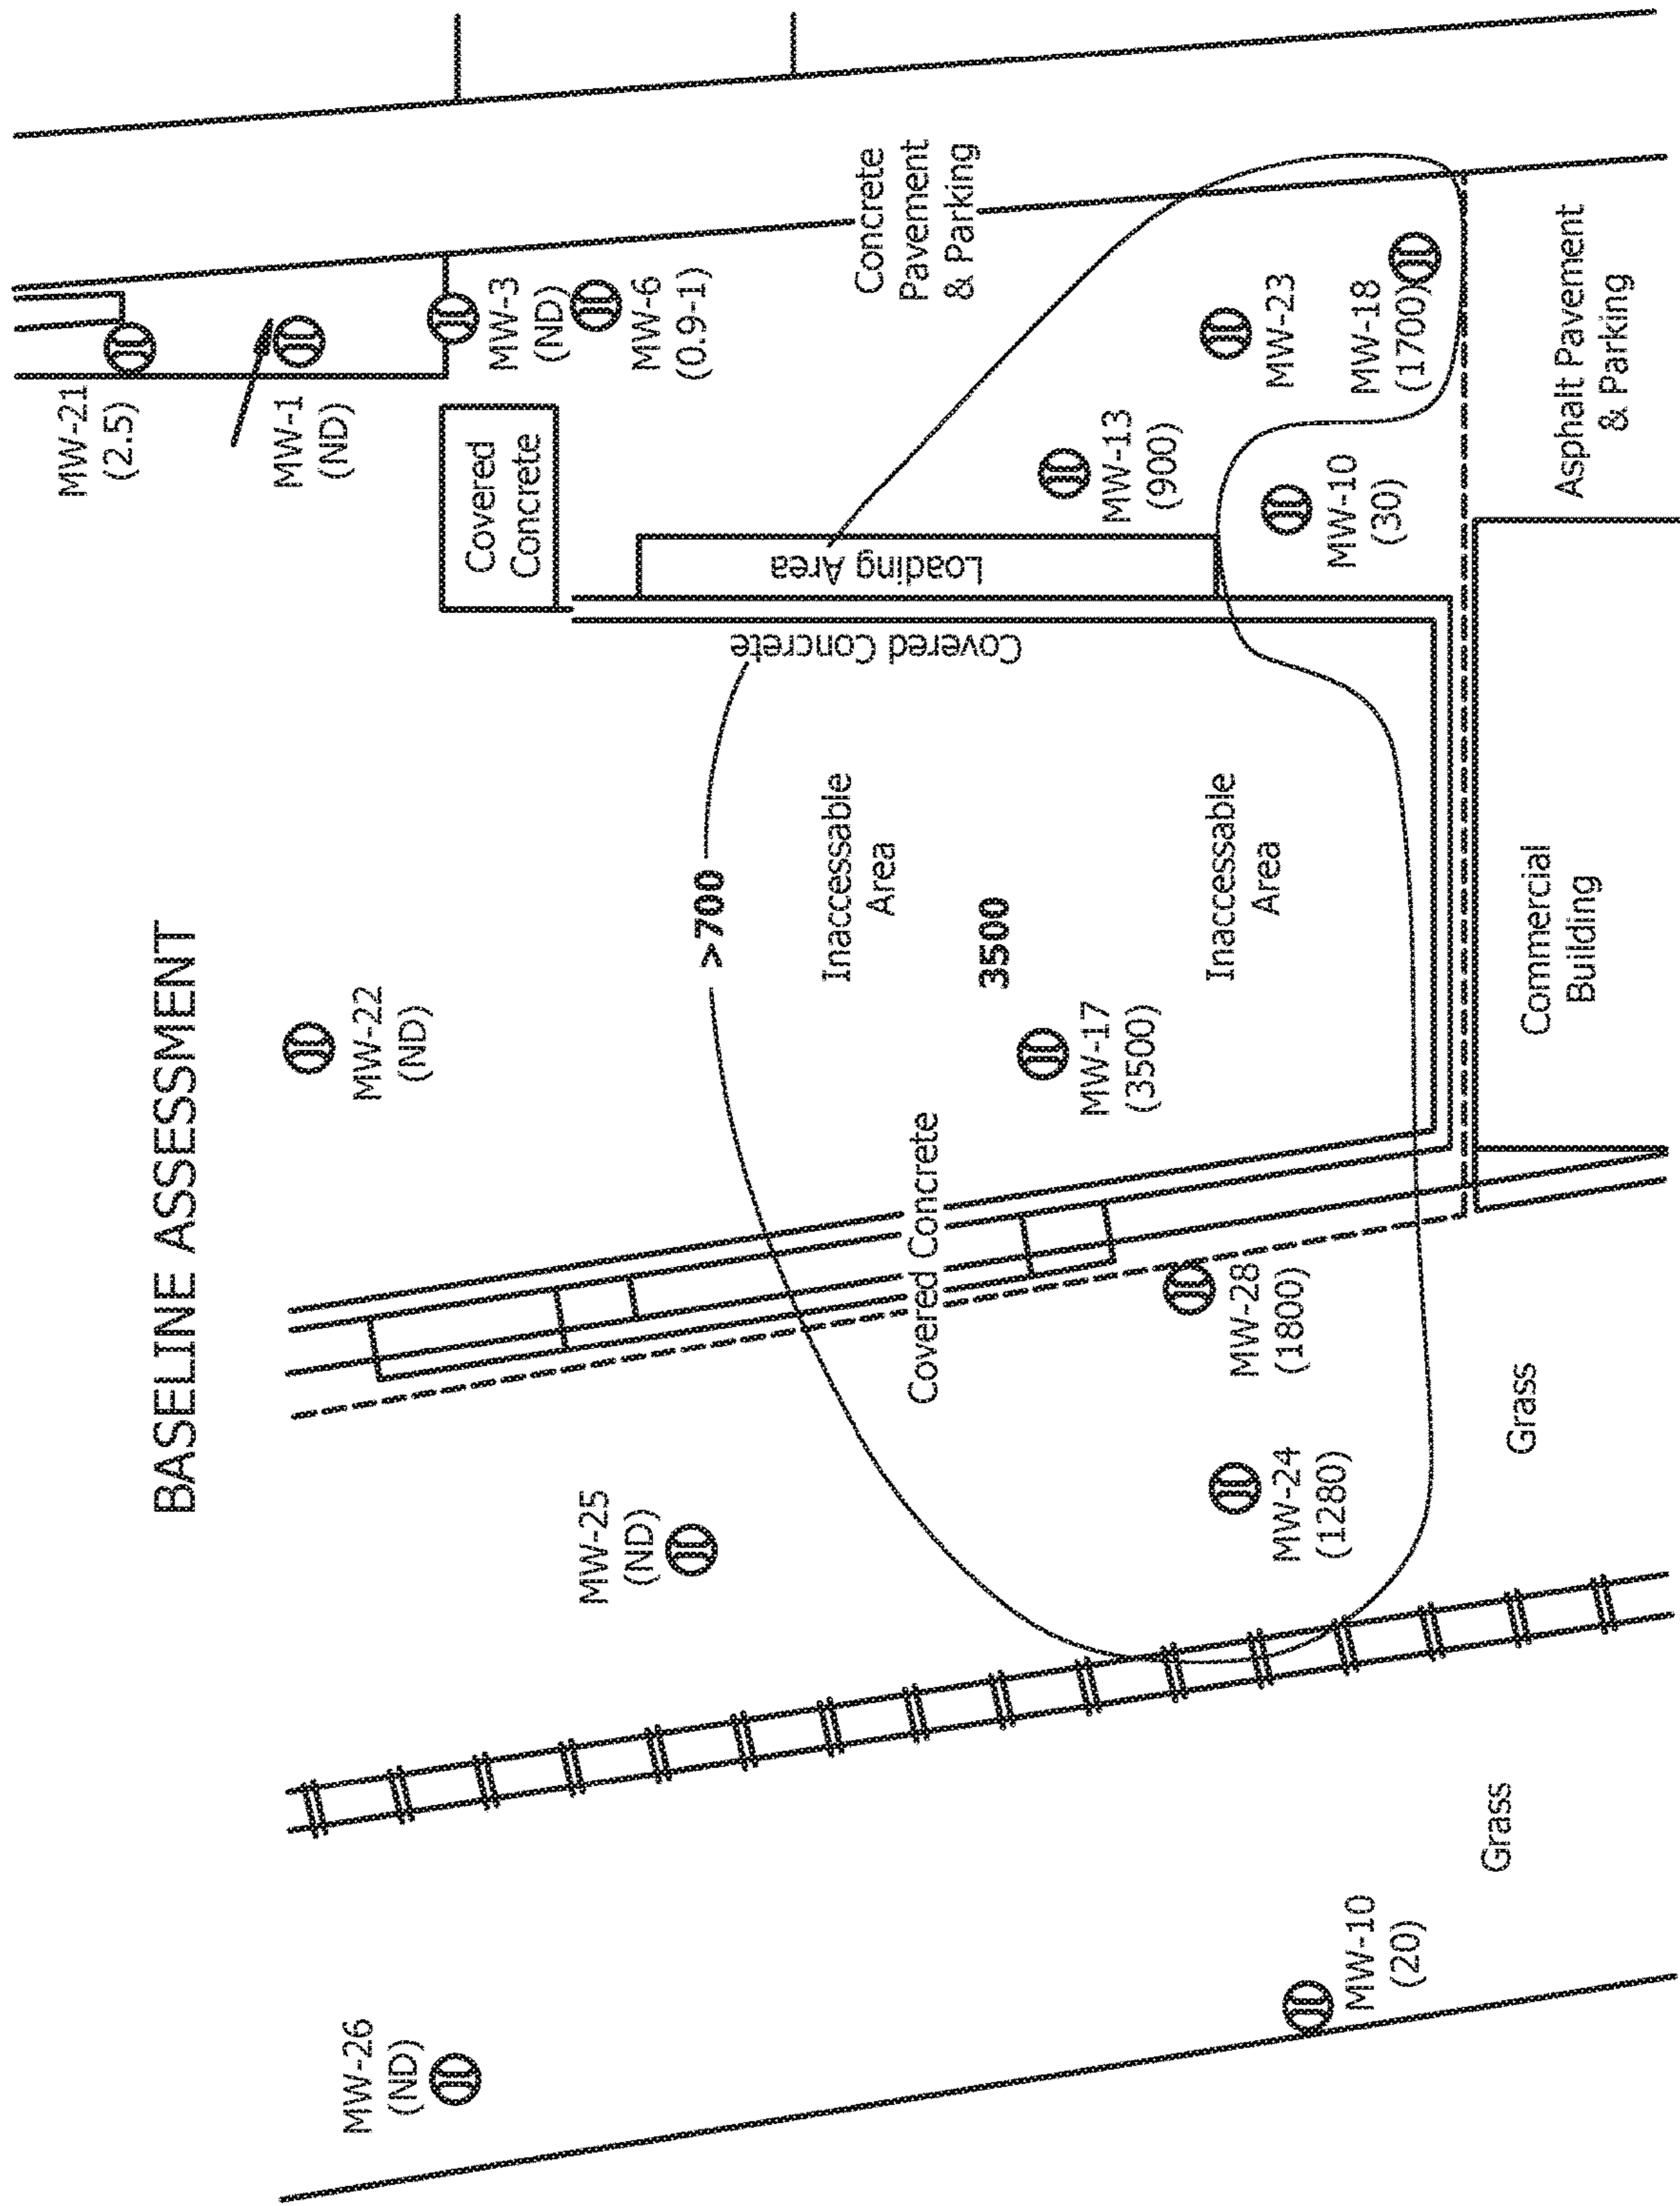 BASELINE ASSESSMENT
MW-26
(ND)
MW-25
(ND)
MW-22
(ND)
MW-21
(2.5)
MW-1
(ND)
MW-3
(ND)
MW-6
(0.9-1)
Covered
Concrete
>700
Covered Concrete
Loading Area
Concrete
Pavement
& Parking
Inaccessable
Area
3500
Covered Concrete
MW-17
(3500)
MW-13
(900)
Inaccessable
Area
MW-23
MW-28
(1800)
MW-24
(1280)
MW-10
(30)
MW-18
(1700)
MW-10
(20)
Grass
Grass
Commercial
Building
Asphalt Pavement
& Parking